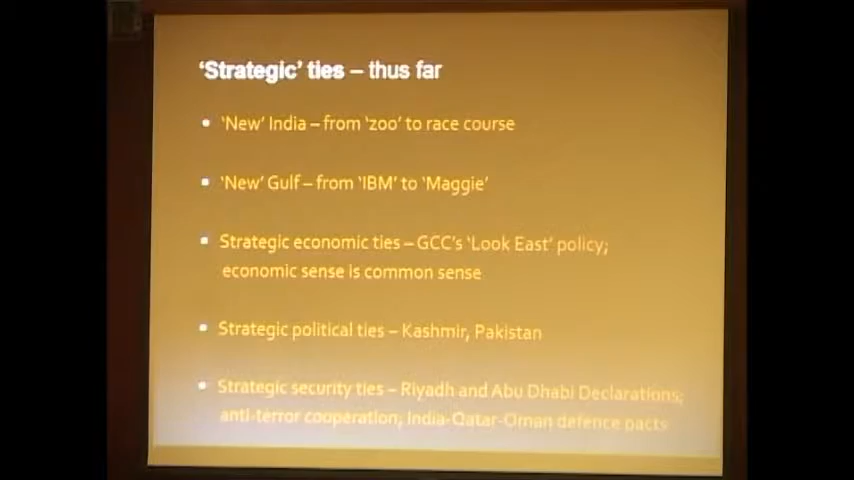 ‘Strategic’ ties – thus far
‘New’ India – from ‘zoo’ to race course
‘New’ Gulf – from ‘IBM’ to ‘Maggie’
Strategic economic ties – GCC’s ‘Look East’ policy;
economic sense is common sense
Strategic political ties – Kashmir, Pakistan
Strategic security ties – Riyadh and Abu Dhabi Declarations;
anti-terror cooperation; India-Qatar-Oman defence pacts